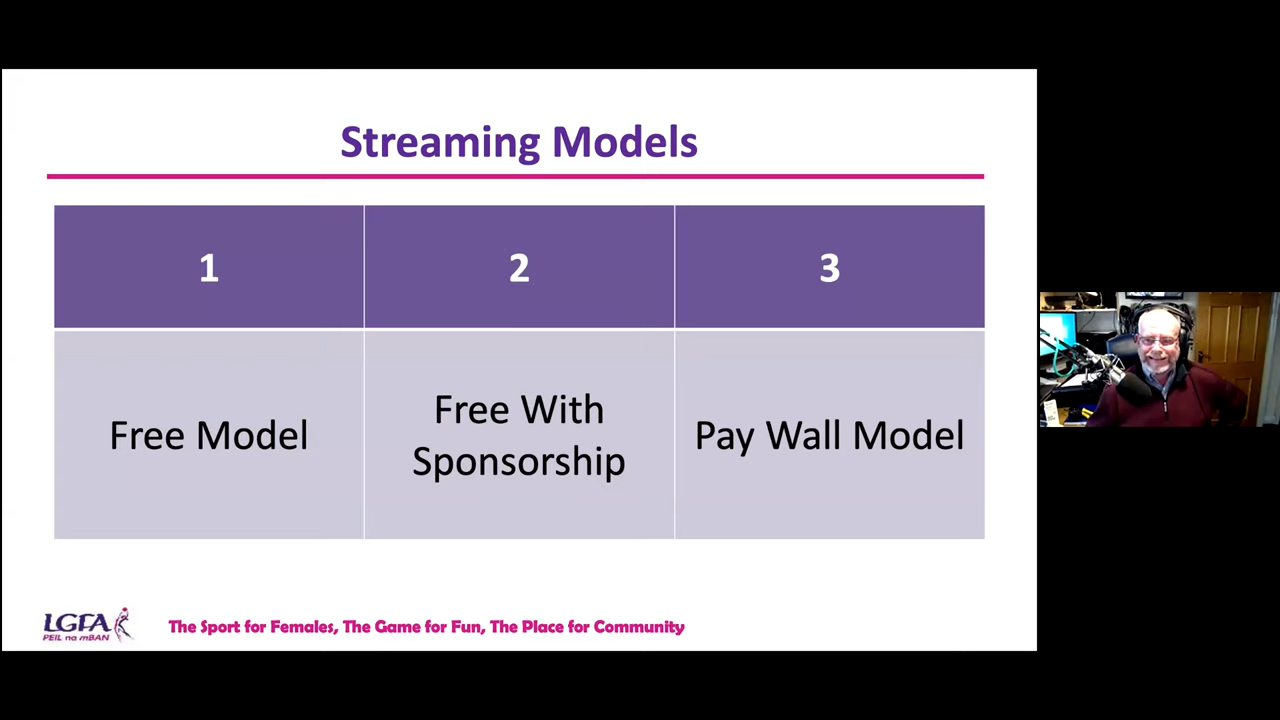 Streaming Models
1
2
3
Free Model
Free With
Sponsorship
Pay Wall Model
LGFA
PEIL na mBAN
The Sport for Females, The Game for Fun, The Place for Community